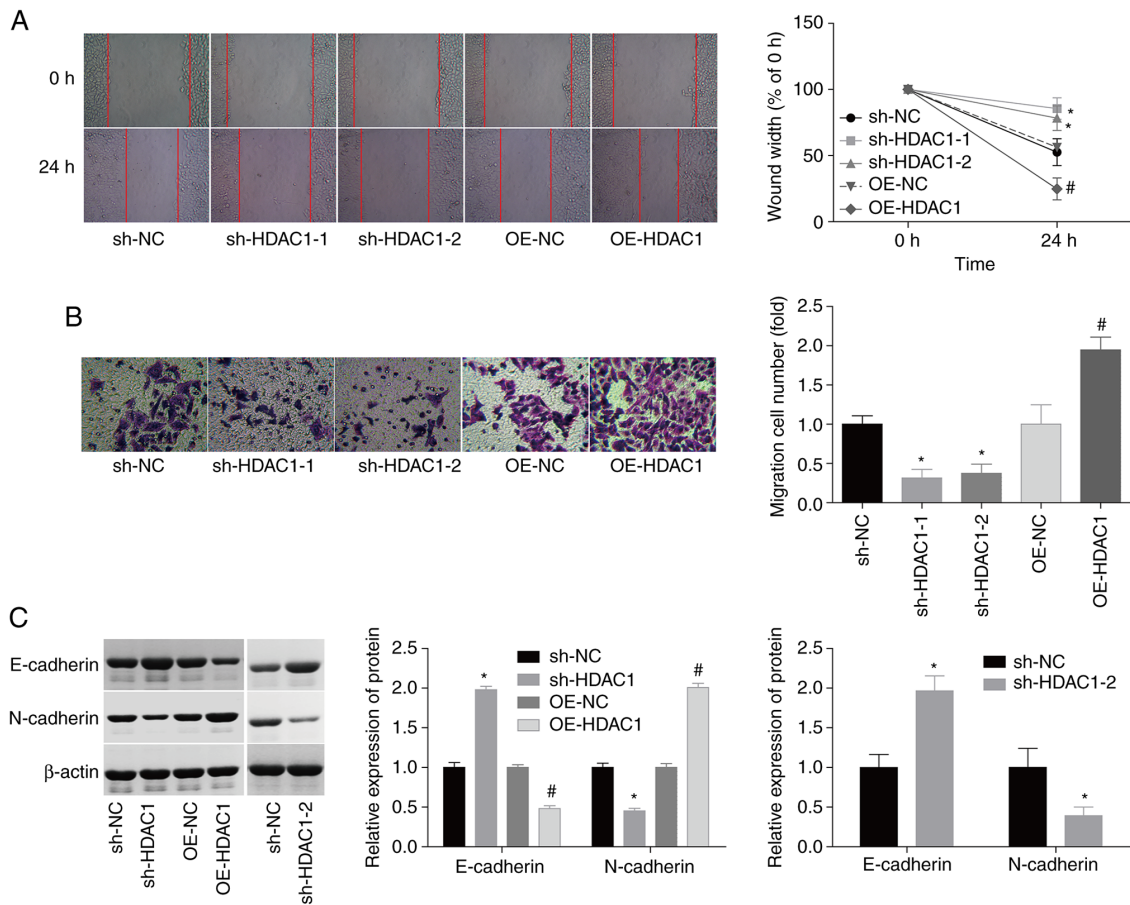 A
0 h
24 h
sh-NC
sh-HDAC1-1
sh-HDAC1-2
OE-NC
OE-HDAC1
Wound width (% of 0 h)
150
100
50
0
sh-NC
sh-HDAC1-1
sh-HDAC1-2
OE-NC
OE-HDAC1
*
*
#
0 h
24 h
Time
B
sh-NC
sh-HDAC1-1
sh-HDAC1-2
OE-NC
OE-HDAC1
Migration cell number (fold)
2.5
2.0
1.5
1.0
0.5
0.0
*
*
#
sh-NC
sh-HDAC1-1
sh-HDAC1-2
OE-NC
OE-HDAC1
C
E-cadherin
N-cadherin
β-actin
sh-NC
sh-HDAC1
OE-NC
OE-HDAC1
sh-NC
sh-HDAC1-2
Relative expression of protein
2.5
2.0
1.5
1.0
0.5
0.0
sh-NC
sh-HDAC1
OE-NC
OE-HDAC1
*
#
*
#
E-cadherin
N-cadherin
Relative expression of protein
2.5
2.0
1.5
1.0
0.5
0.0
sh-NC
sh-HDAC1-2
*
*
E-cadherin
N-cadherin